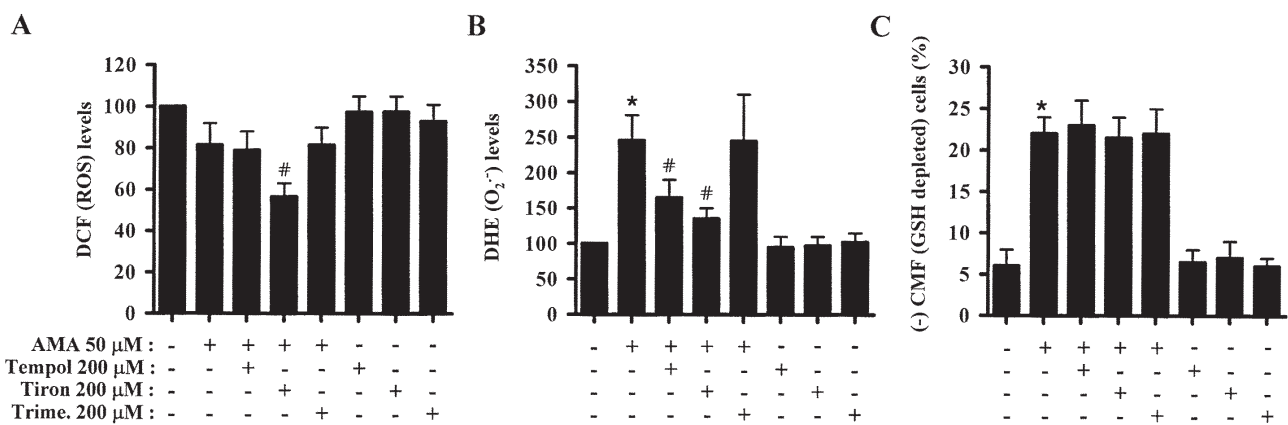 A
B
C
DCF (ROS) levels
120
100
80
60
40
20
0
#
DHE (O₂·⁻) levels
350
300
250
200
150
100
50
0
*
#
#
(-) CMF (GSH depleted) cells (%)
30
25
20
15
10
5
0
*
AMA 50 µM : - + + + + - - - - + + + + - - - - + + + + - - -
Tempol 200 µM : - - + - - + - - - - + - - + - - - - + - - + - -
Tiron 200 µM : - - - + - - + - - - - + - - + - - - - + - - + -
Trime. 200 µM : - - - - + - - + - - - - + - - + - - - - + - - +